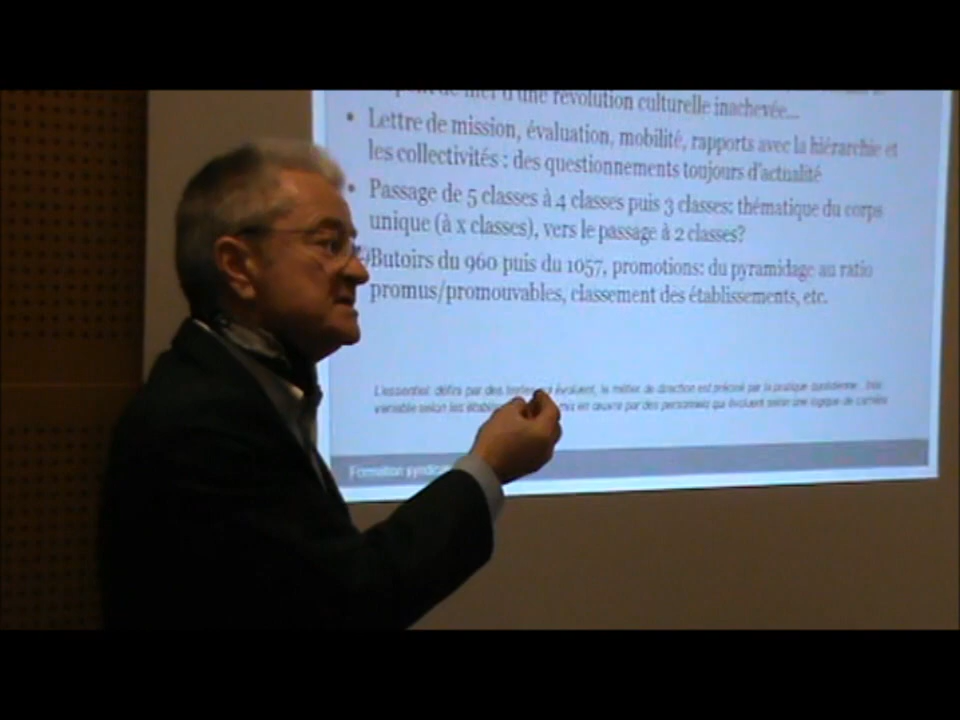 d'une révolution culturelle inachevée...
• Lettre de mission, évaluation, mobilité, rapports avec la hiérarchie et
les collectivités : des questionnements toujours d'actualité
• Passage de 5 classes à 4 classes puis 3 classes: thématique du corps
unique (à x classes), vers le passage à 2 classes?
Butoirs du 960 puis du 1057, promotions: du pyramidage au ratio
promus/promouvables, classement des établissements, etc.
L'essentiel: défini par des textes qui évoluent, le métier de direction est précisé par la pratique quotidienne...
variable selon les en œuvre par des personnels qui évoluent selon une logique de carrière
Formation